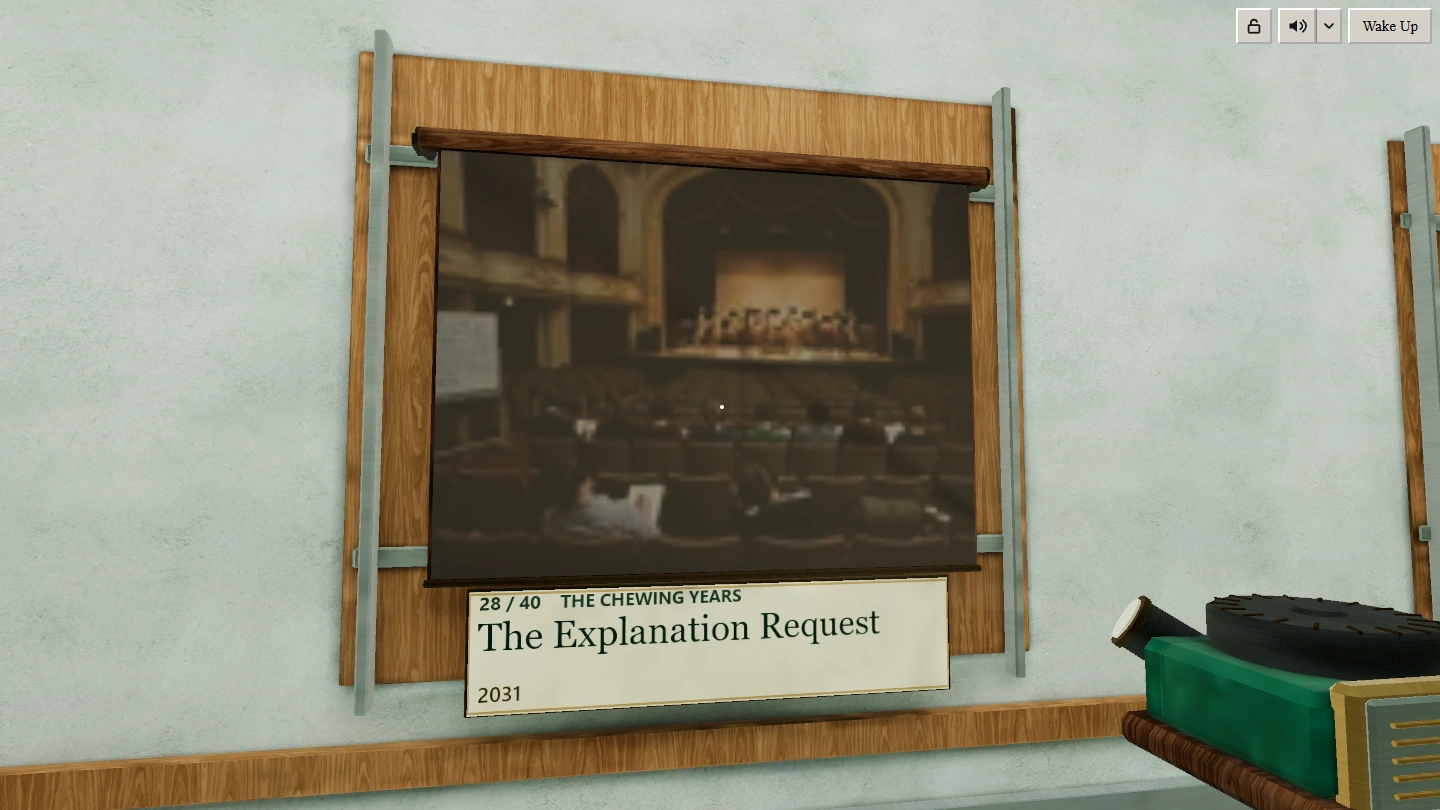 Wake Up
28 / 40 THE CHEWING YEARS
The Explanation Request
2031